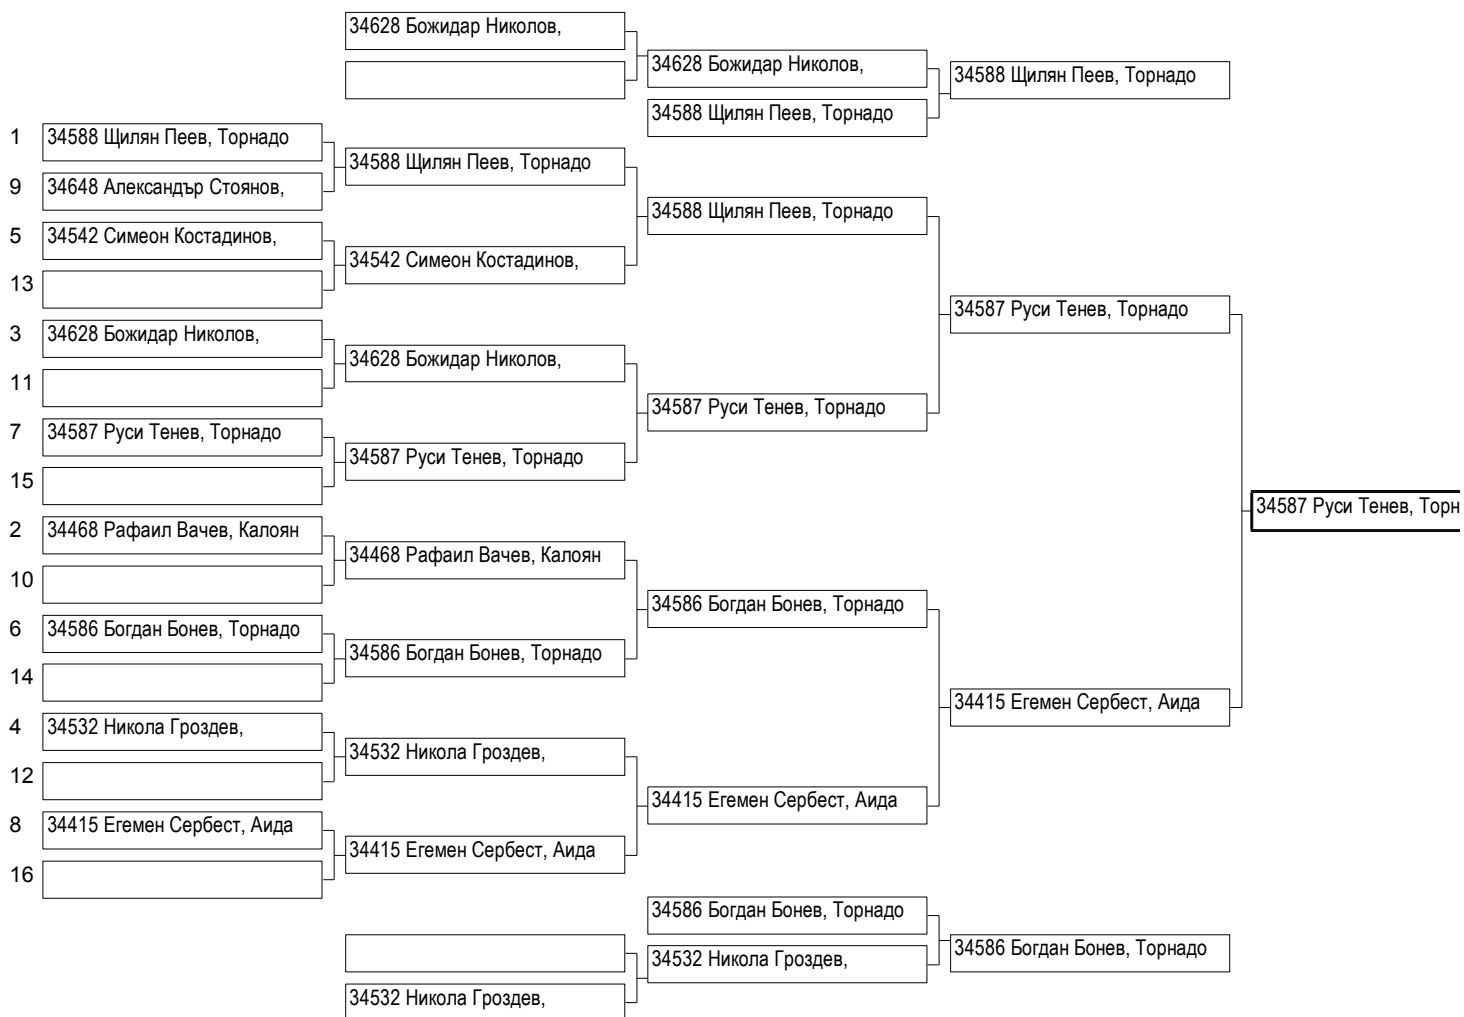 34628 Божидар Николов,
34628 Божидар Николов,
34588 Щилян Пеев, Торнадо
34588 Щилян Пеев, Торнадо
1 34588 Щилян Пеев, Торнадо
34588 Щилян Пеев, Торнадо
9 34648 Александър Стоянов,
34588 Щилян Пеев, Торнадо
5 34542 Симеон Костадинов,
34542 Симеон Костадинов,
13
34587 Руси Тенев, Торнадо
3 34628 Божидар Николов,
34628 Божидар Николов,
11
34587 Руси Тенев, Торнадо
7 34587 Руси Тенев, Торнадо
34587 Руси Тенев, Торнадо
15
34587 Руси Тенев, Торн
2 34468 Рафаил Вачев, Калоян
34468 Рафаил Вачев, Калоян
10
34586 Богдан Бонев, Торнадо
6 34586 Богдан Бонев, Торнадо
34586 Богдан Бонев, Торнадо
14
34415 Егемен Сербест, Аида
4 34532 Никола Гроздев,
34532 Никола Гроздев,
12
34415 Егемен Сербест, Аида
8 34415 Егемен Сербест, Аида
34415 Егемен Сербест, Аида
16
34586 Богдан Бонев, Торнадо
34586 Богдан Бонев, Торнадо
34532 Никола Гроздев,
34532 Никола Гроздев,